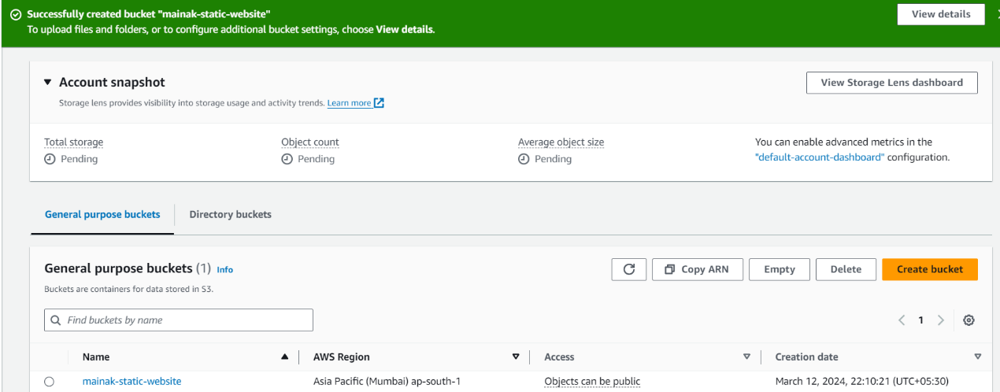 Successfully created bucket "mainak-static-website"
View details
To upload files and folders, or to configure additional bucket settings, choose View details.
Account snapshot
View Storage Lens dashboard
Storage lens provides visibility into storage usage and activity trends. Learn more
Total storage
Object count
Average object size
You can enable advanced metrics in the
Pending
Pending
Pending
"default-account-dashboard" configuration.
General purpose buckets
Directory buckets
General purpose buckets (1) Info
Copy ARN
Empty
Delete
Create bucket
Buckets are containers for data stored in S3.
Find buckets by name
1
Name
AWS Region
Access
Creation date
mainak-static-website
Asia Pacific (Mumbai) ap-south-1
Objects can be public
March 12, 2024, 22:10:21 (UTC+05:30)